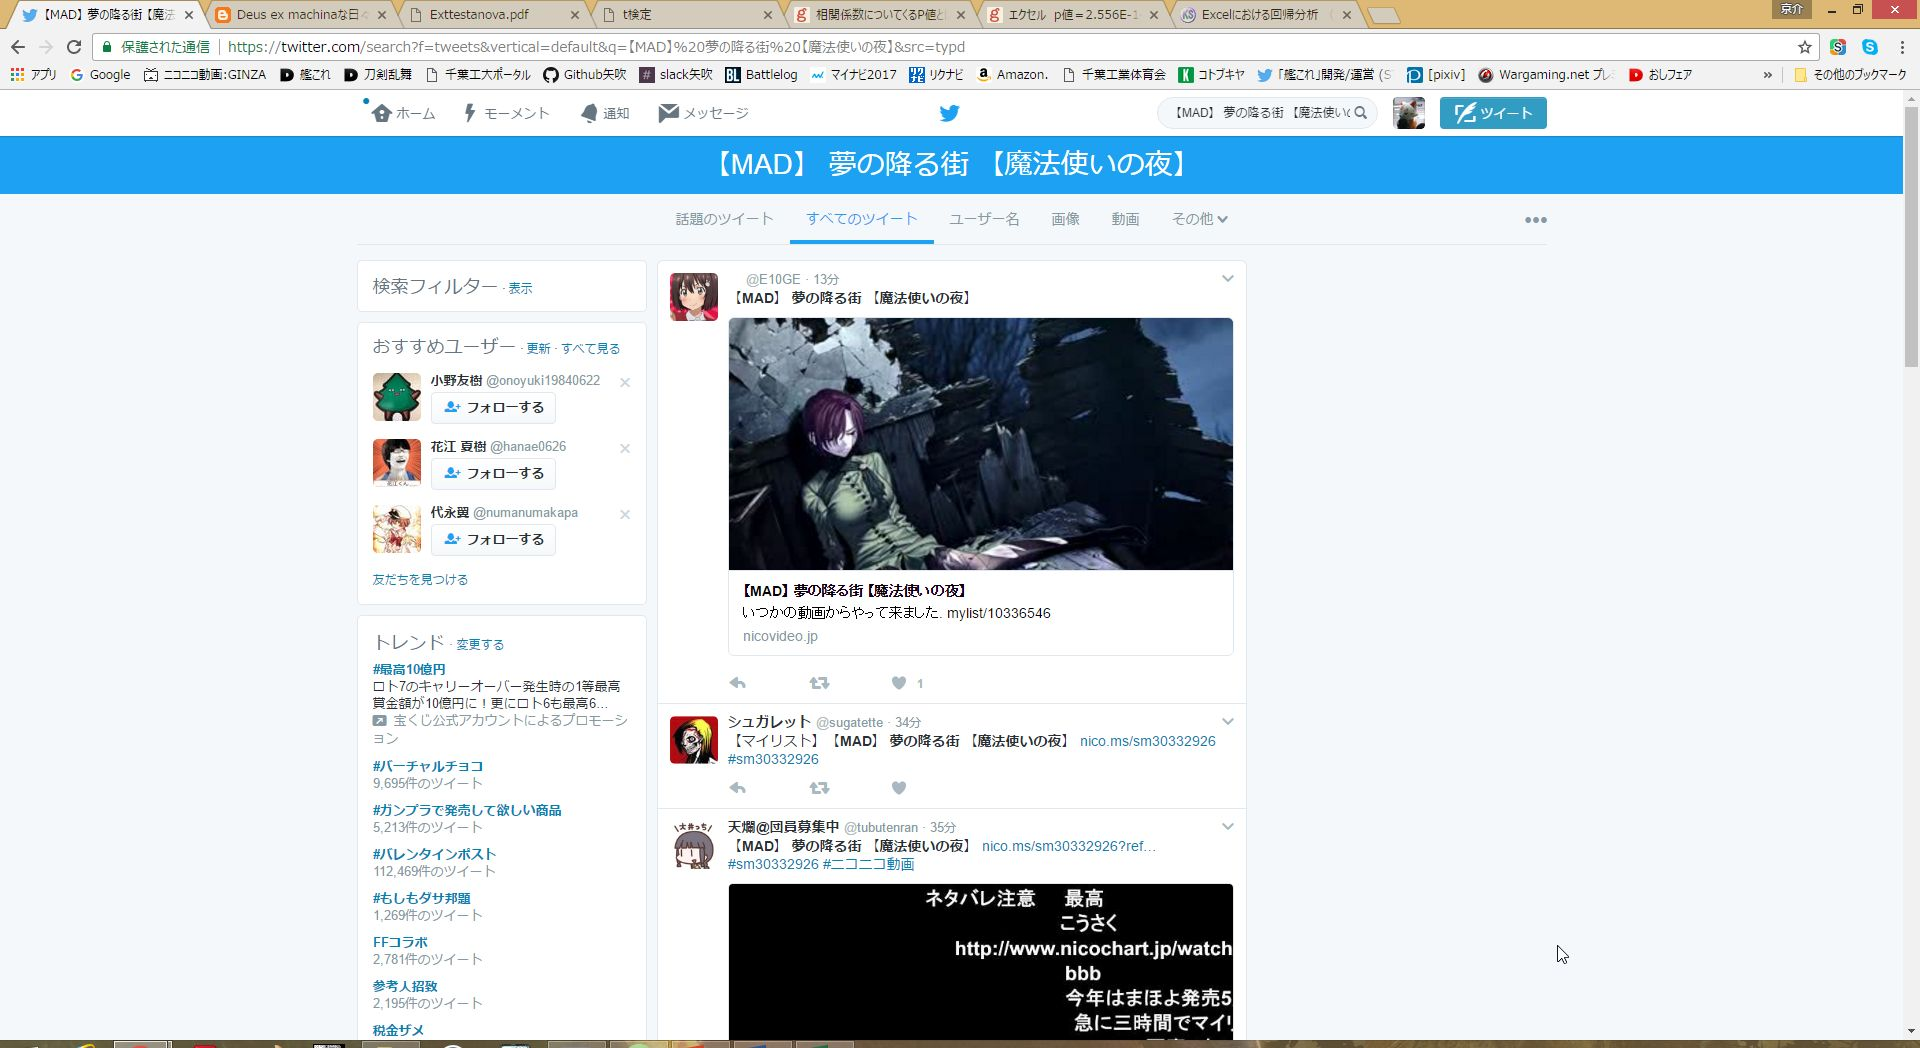 【MAD】 夢の降る街 【魔法
Deus ex machinaな日
Exttestanova.pdf
t検定
相関係数についてくるP値と
エクセル p値=2.556E-1
Excelにおける回帰分析 (
京介
保護された通信
https://twitter.com/search?f=tweets&vertical=default&q=【MAD】%20夢の降る街%20【魔法使いの夜】&src=typd
アプリ
Google
ニコニコ動画:GINZA
艦これ
刀剣乱舞
千葉工大ポータル
Github矢吹
slack矢吹
Battlelog
マイナビ2017
リクナビ
Amazon.
千葉工業体育会
コトブキヤ
「艦これ」開発/運営 (S
[pixiv]
Wargaming.net プレ
おしフェア
»
その他のブックマーク
ホーム
モーメント
通知
メッセージ
【MAD】 夢の降る街 【魔法使いの
ツイート
【MAD】 夢の降る街 【魔法使いの夜】
話題のツイート
すべてのツイート
ユーザー名
画像
動画
その他
検索フィルター · 表示
おすすめユーザー · 更新 · すべて見る
小野友樹 @onoyuki19840622
フォローする
花江 夏樹 @hanae0626
フォローする
代永翼 @numanumakapa
フォローする
友だちを見つける
トレンド · 変更する
#最高10億円
ロト7のキャリーオーバー発生時の1等最高
賞金額が10億円に！更にロト6も最高6...
宝くじ公式アカウントによるプロモーシ
ョン
#バーチャルチョコ
9,695件のツイート
#ガンプラで発売して欲しい商品
5,213件のツイート
#バレンタインポスト
112,469件のツイート
#もしもダサ邦題
1,269件のツイート
FFコラボ
2,781件のツイート
参考人招致
2,195件のツイート
税金ザメ
@E10GE · 13分
【MAD】 夢の降る街 【魔法使いの夜】
【MAD】 夢の降る街 【魔法使いの夜】
いつかの動画からやって来ました. mylist/10336546
nicovideo.jp
1
シュガレット @sugatette · 34分
【マイリスト】 【MAD】 夢の降る街 【魔法使いの夜】 nico.ms/sm30332926
#sm30332926
天爛@団員募集中 @tubutenran · 35分
【MAD】 夢の降る街 【魔法使いの夜】 nico.ms/sm30332926?ref...
#sm30332926 #ニコニコ動画
ネタバレ注意 最高
こうさく
http://www.nicochart.jp/watch
bbb
今年はまほよ発売5
急に三時間でマイリ